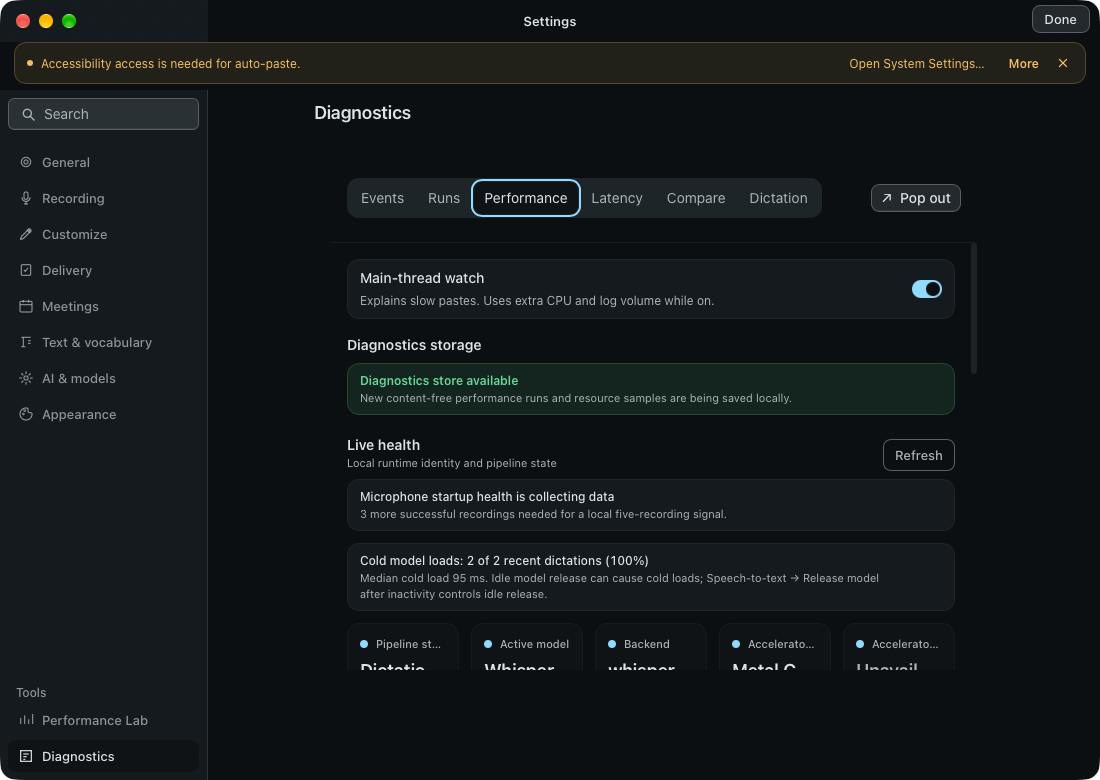 Settings
Done
Accessibility access is needed for auto-paste.
Open System Settings...
More
Search
General
Recording
Customize
Delivery
Meetings
Text & vocabulary
AI & models
Appearance
Tools
Performance Lab
Diagnostics
Diagnostics
Events
Runs
Performance
Latency
Compare
Dictation
Pop out
Main-thread watch
Explains slow pastes. Uses extra CPU and log volume while on.
Diagnostics storage
Diagnostics store available
New content-free performance runs and resource samples are being saved locally.
Live health
Local runtime identity and pipeline state
Refresh
Microphone startup health is collecting data
3 more successful recordings needed for a local five-recording signal.
Cold model loads: 2 of 2 recent dictations (100%)
Median cold load 95 ms. Idle model release can cause cold loads; Speech-to-text → Release model
after inactivity controls idle release.
Pipeline st...
Active model
Backend
Accelerato...
Accelerato...
Dictatio
Whisper
whisper
Metal G
Unavail